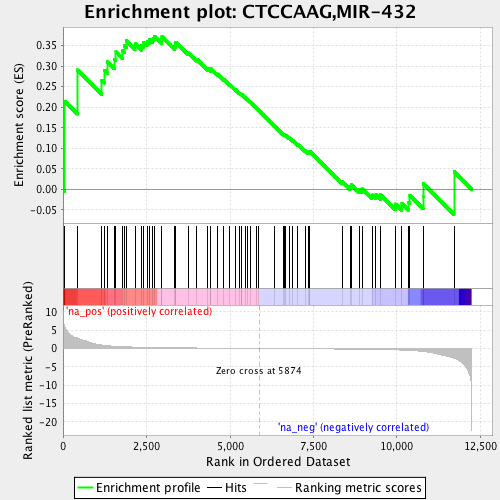 Enrichment plot: CTCCAAG,MIR-432
Enrichment score (ES)
0.35
0.30
0.25
0.20
0.15
0.10
0.05
0.00
-0.05
Ranked list metric (PreRanked)
10
5
0
-5
-10
-15
-20
'na_pos' (positively correlated)
Zero cross at 5874
'na_neg' (negatively correlated)
0 2,500 5,000 7,500 10,000 12,500
Rank in Ordered Dataset
Enrichment profile Hits Ranking metric scores